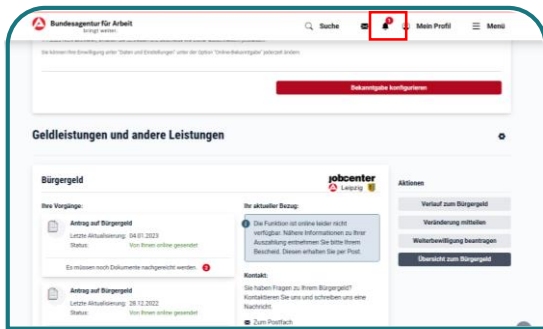 Bundesagentur für Arbeit
bringt weiter.
Suche
Mein Profil
Menü
Sie können Ihre Einwilligung unter "Daten und Einstellungen" unter der Option "Online-Bekanntgabe" jederzeit ändern
Bekanntgabe konfigurieren
Geldleistungen und andere Leistungen
Bürgergeld
jobcenter
Leipzig
Aktionen
Ihre Vorgänge:
Antrag auf Bürgergeld
Letzte Aktualisierung: 04.01.2023
Status: Von Ihnen online gesendet
Es müssen noch Dokumente nachgereicht werden.
Antrag auf Bürgergeld
Letzte Aktualisierung: 28.12.2022
Status: Von Ihnen online gesendet
Ihr aktueller Bezug:
Die Funktion ist online leider nicht
verfügbar. Nähere Informationen zu Ihrer
Auszahlung entnehmen Sie bitte Ihrem
Bescheid. Diesen erhalten Sie per Post.
Kontakt:
Sie haben Fragen zu Ihrem Bürgergeld?
Kontaktieren Sie uns und schreiben uns eine
Nachricht.
Zum Postfach
Verlauf zum Bürgergeld
Veränderung mitteilen
Weiterbewilligung beantragen
Übersicht zum Bürgergeld